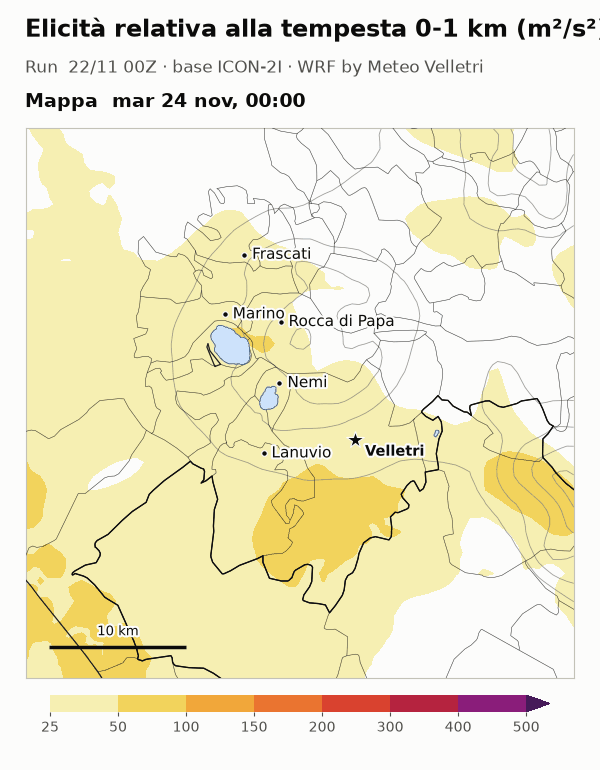 Elicità relativa alla tempesta 0-1 km (m²/s²)
Run 22/11 00Z · base ICON-2I · WRF by Meteo Velletri
Mappa mar 24 nov, 00:00
Frascati
Marino
Rocca di Papa
Nemi
Velletri
Lanuvio
10 km
25 50 100 150 200 300 400 500